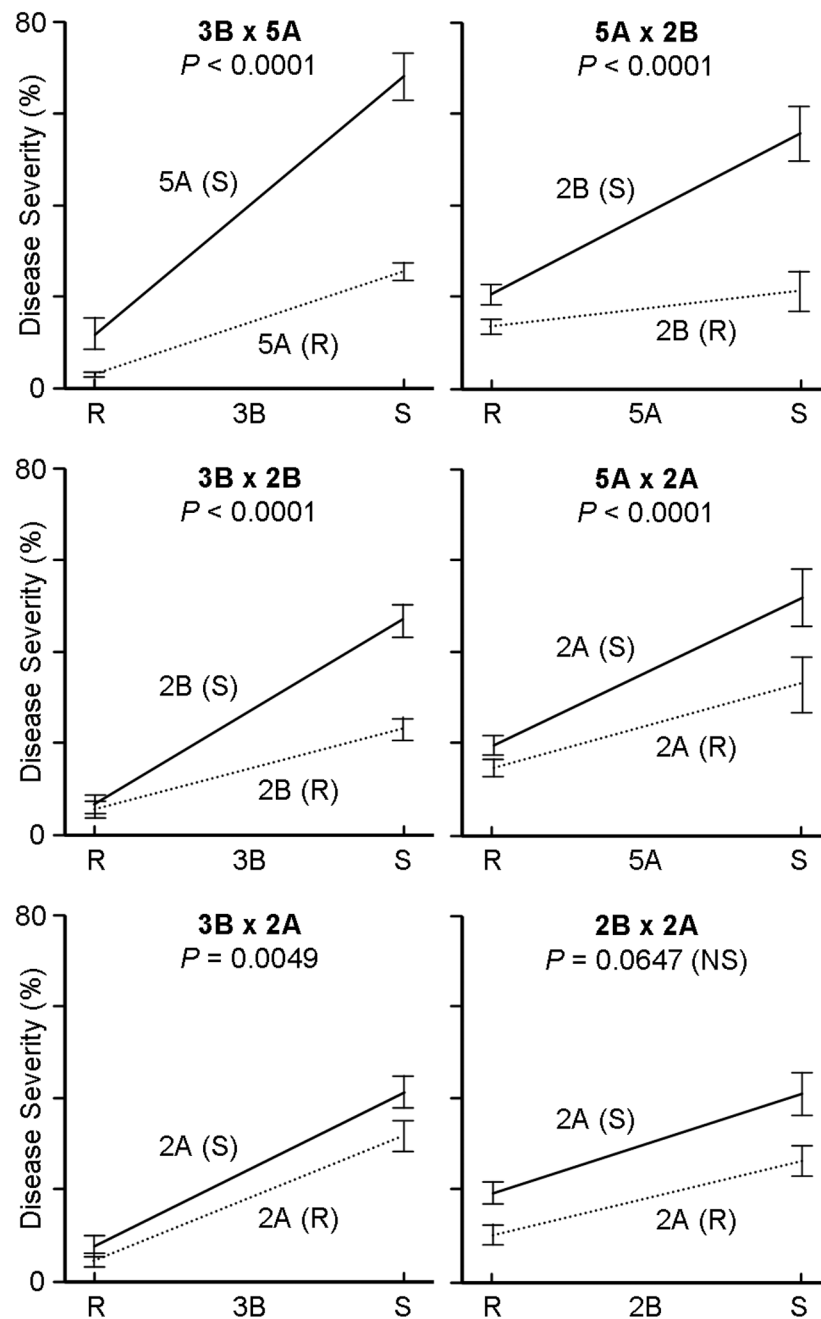 80
3B x 5A
P < 0.0001
5A (S)
5A (R)
Disease Severity (%)
0
R 3B S
5A x 2B
P < 0.0001
2B (S)
2B (R)
R 5A S
80
3B x 2B
P < 0.0001
2B (S)
2B (R)
Disease Severity (%)
0
R 3B S
5A x 2A
P < 0.0001
2A (S)
2A (R)
R 5A S
80
3B x 2A
P = 0.0049
2A (S)
2A (R)
Disease Severity (%)
0
R 3B S
2B x 2A
P = 0.0647 (NS)
2A (S)
2A (R)
R 2B S